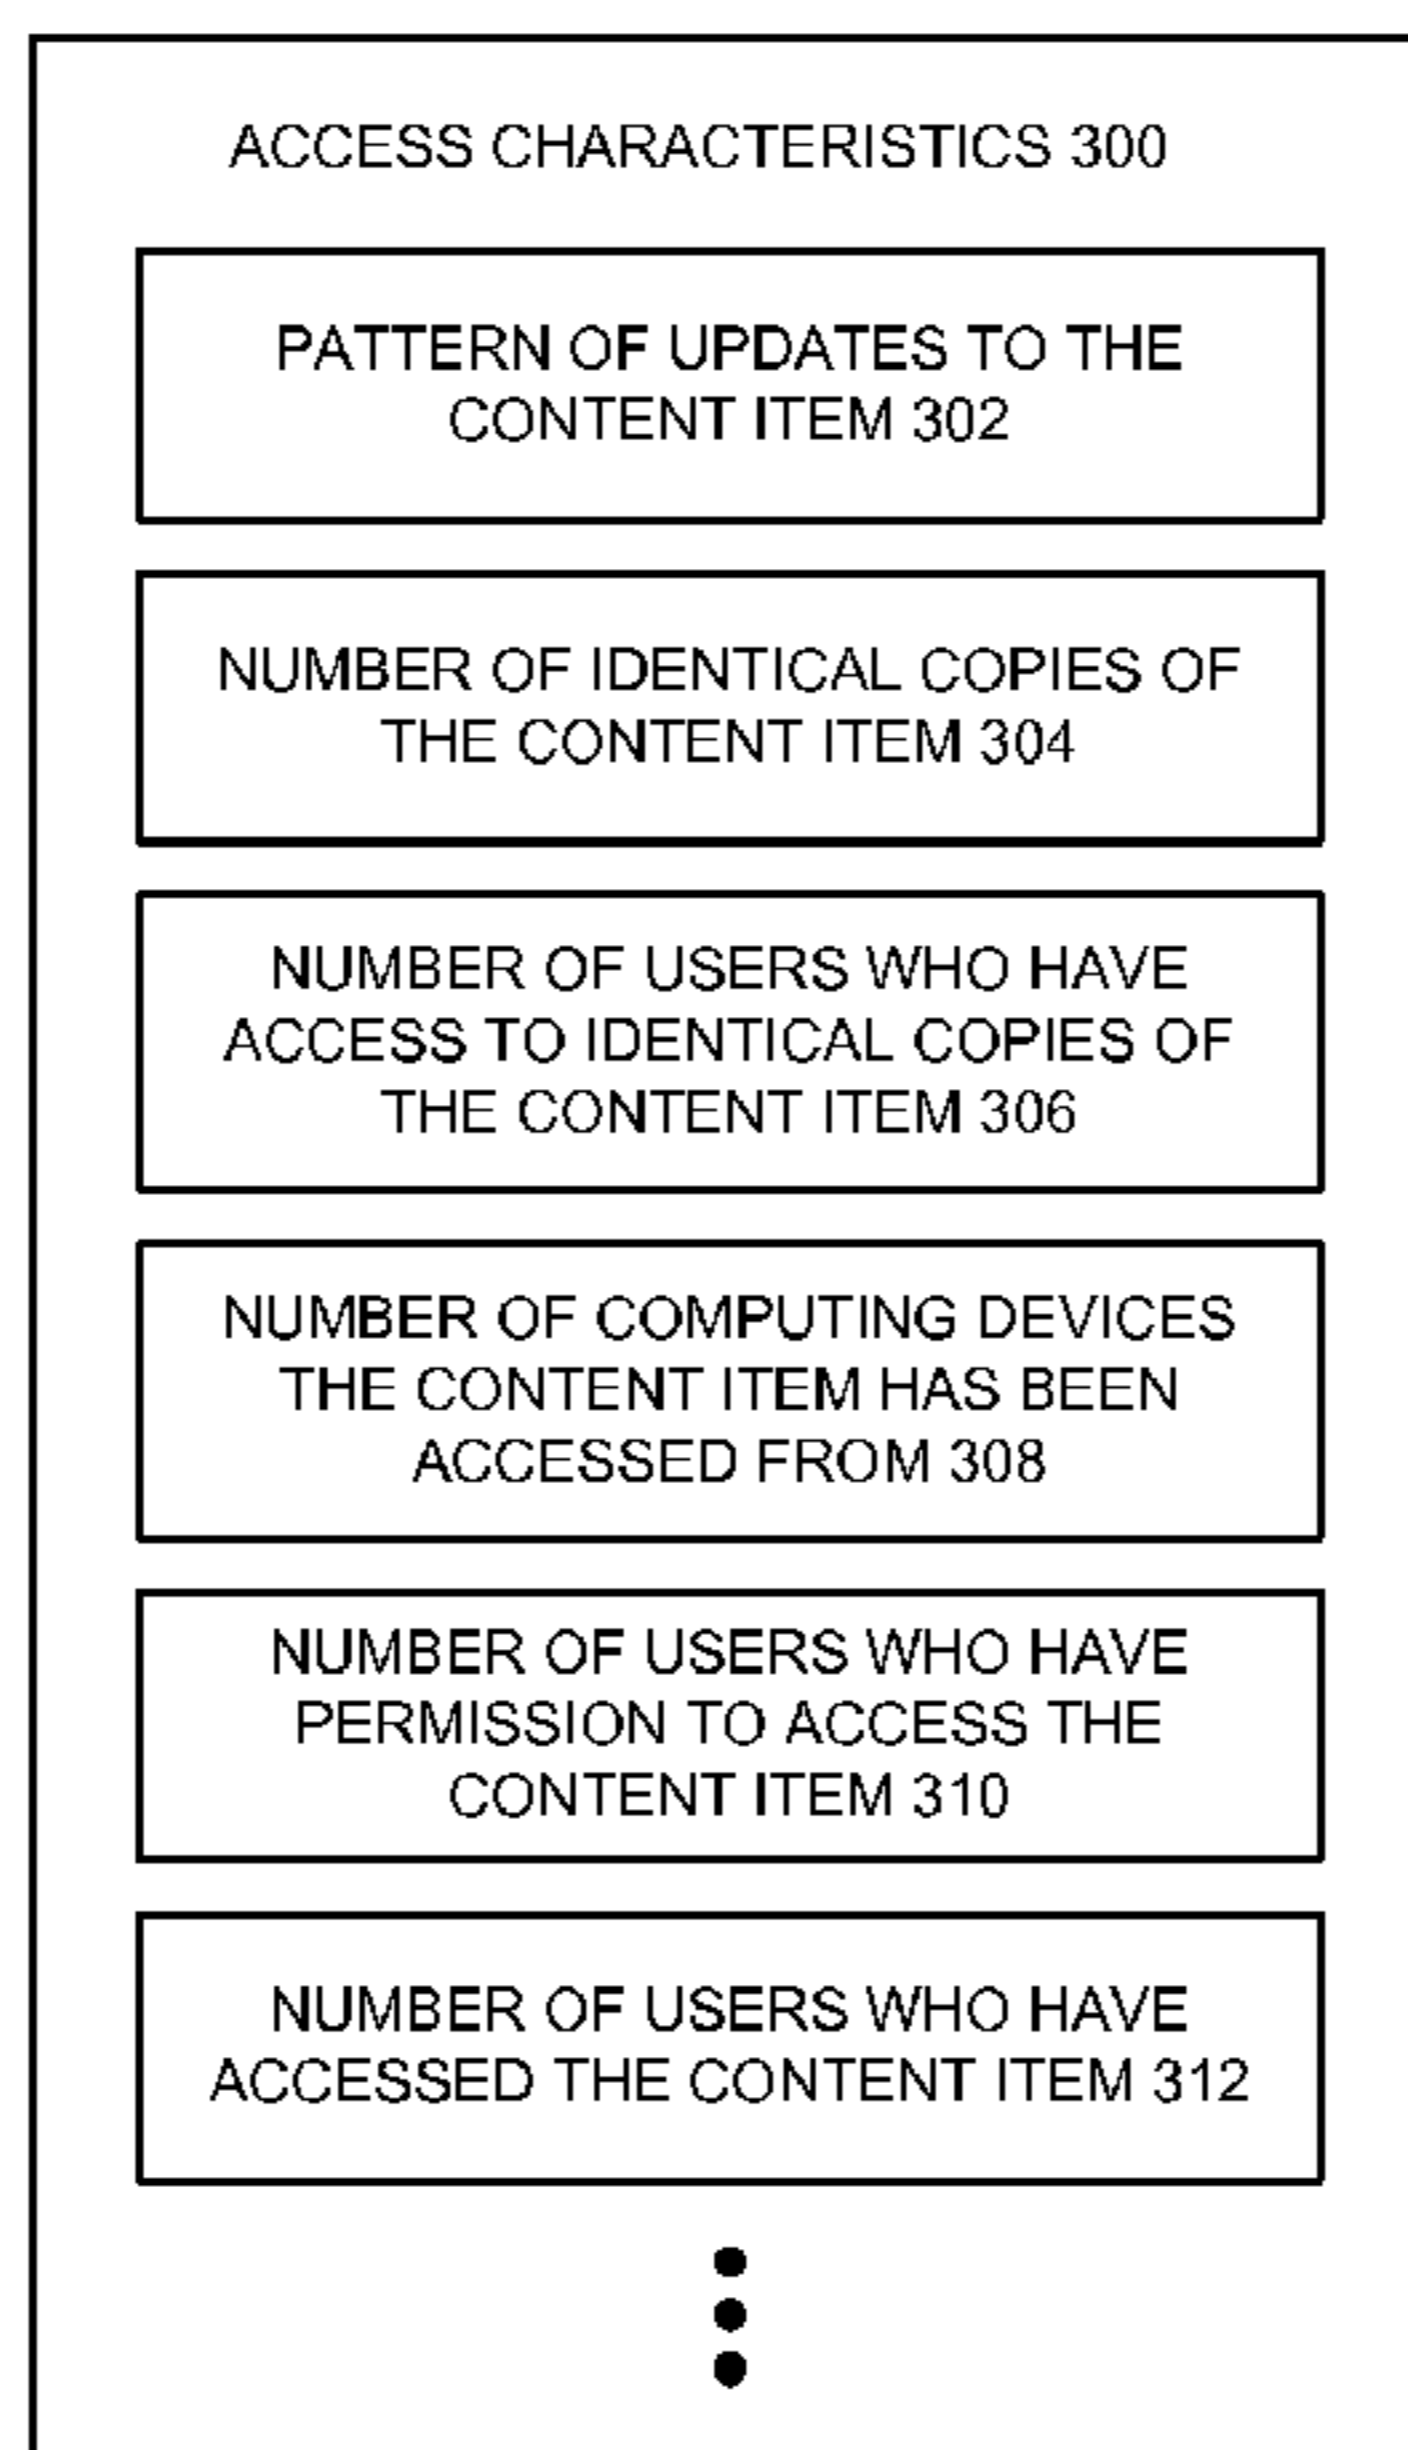 ACCESS CHARACTERISTICS 300
PATTERN OF UPDATES TO THE
CONTENT ITEM 302
NUMBER OF IDENTICAL COPIES OF
THE CONTENT ITEM 304
NUMBER OF USERS WHO HAVE
ACCESS TO IDENTICAL COPIES OF
THE CONTENT ITEM 306
NUMBER OF COMPUTING DEVICES
THE CONTENT ITEM HAS BEEN
ACCESSED FROM 308
NUMBER OF USERS WHO HAVE
PERMISSION TO ACCESS THE
CONTENT ITEM 310
NUMBER OF USERS WHO HAVE
ACCESSED THE CONTENT ITEM 312